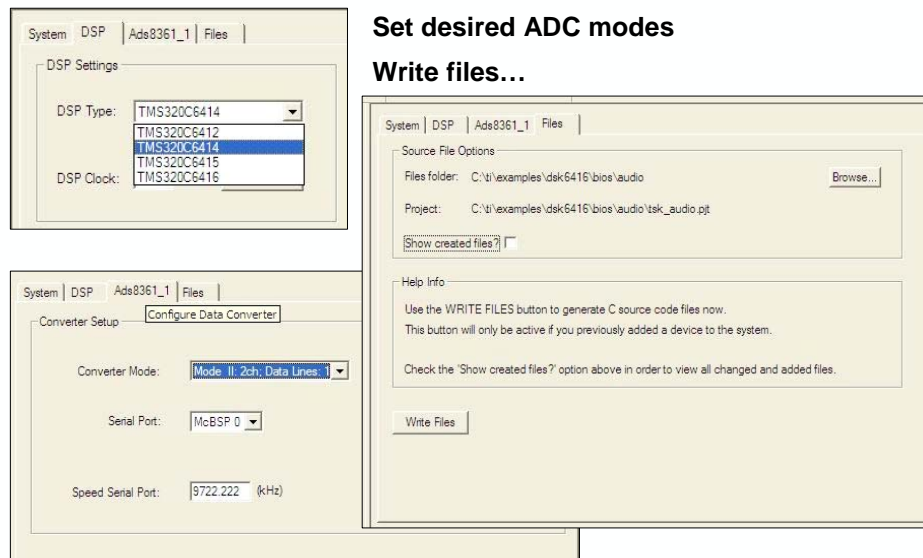 Set desired ADC modes
Write files…
System DSP Ads8361_1 Files
DSP Settings
DSP Type: TMS320C6414
TMS320C6412
TMS320C6414
TMS320C6415
TMS320C6416
DSP Clock:
System DSP Ads8361_1 Files
Configure Data Converter
Converter Setup
Converter Mode: Mode II: 2ch; Data Lines: 1
Serial Port: McBSP 0
Speed Serial Port: 9722.222 (kHz)
System DSP Ads8361_1 Files
Source File Options
Files folder: C:\ti\examples\dsk6416\bios\audio Browse...
Project: C:\ti\examples\dsk6416\bios\audio\tsk_audio.pjt
Show created files?
Help Info
Use the WRITE FILES button to generate C source code files now.
This button will only be active if you previously added a device to the system.
Check the 'Show created files?' option above in order to view all changed and added files.
Write Files